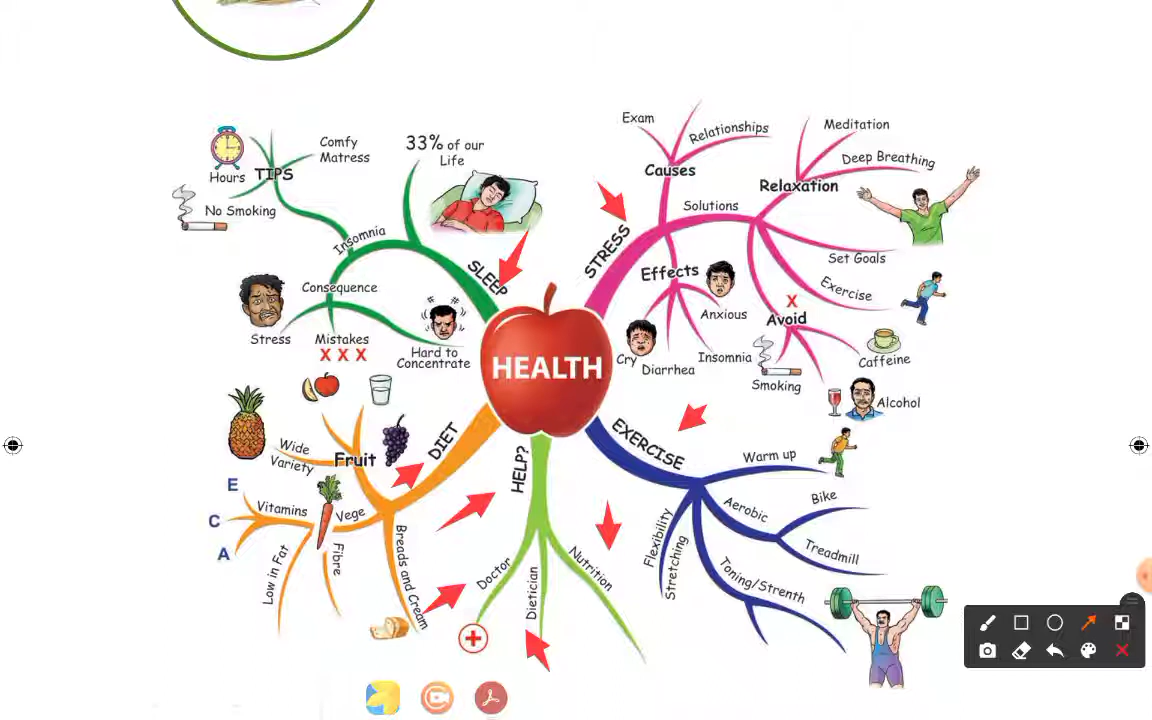 Hours
TIPS
Comfy
Matress
No Smoking
33% of our
Life
Insomnia
SLEEP
Consequence
Stress
Mistakes
X X X
Hard to
Concentrate
Exam
Relationships
Causes
Meditation
Deep Breathing
Relaxation
Solutions
STRESS
Set Goals
Exercise
Effects
Anxious
Cry
Diarrhea
Insomnia
X
Avoid
Smoking
Caffeine
Alcohol
HEALTH
DIET
Wide
Variety
Fruit
E
C
A
Vitamins
Vege
Low in Fat
Fibre
Breads and Cream
HELP?
Doctor
Dietician
Nutrition
EXERCISE
Warm up
Aerobic
Bike
Treadmill
Flexibility
Stretching
Toning/Strenth